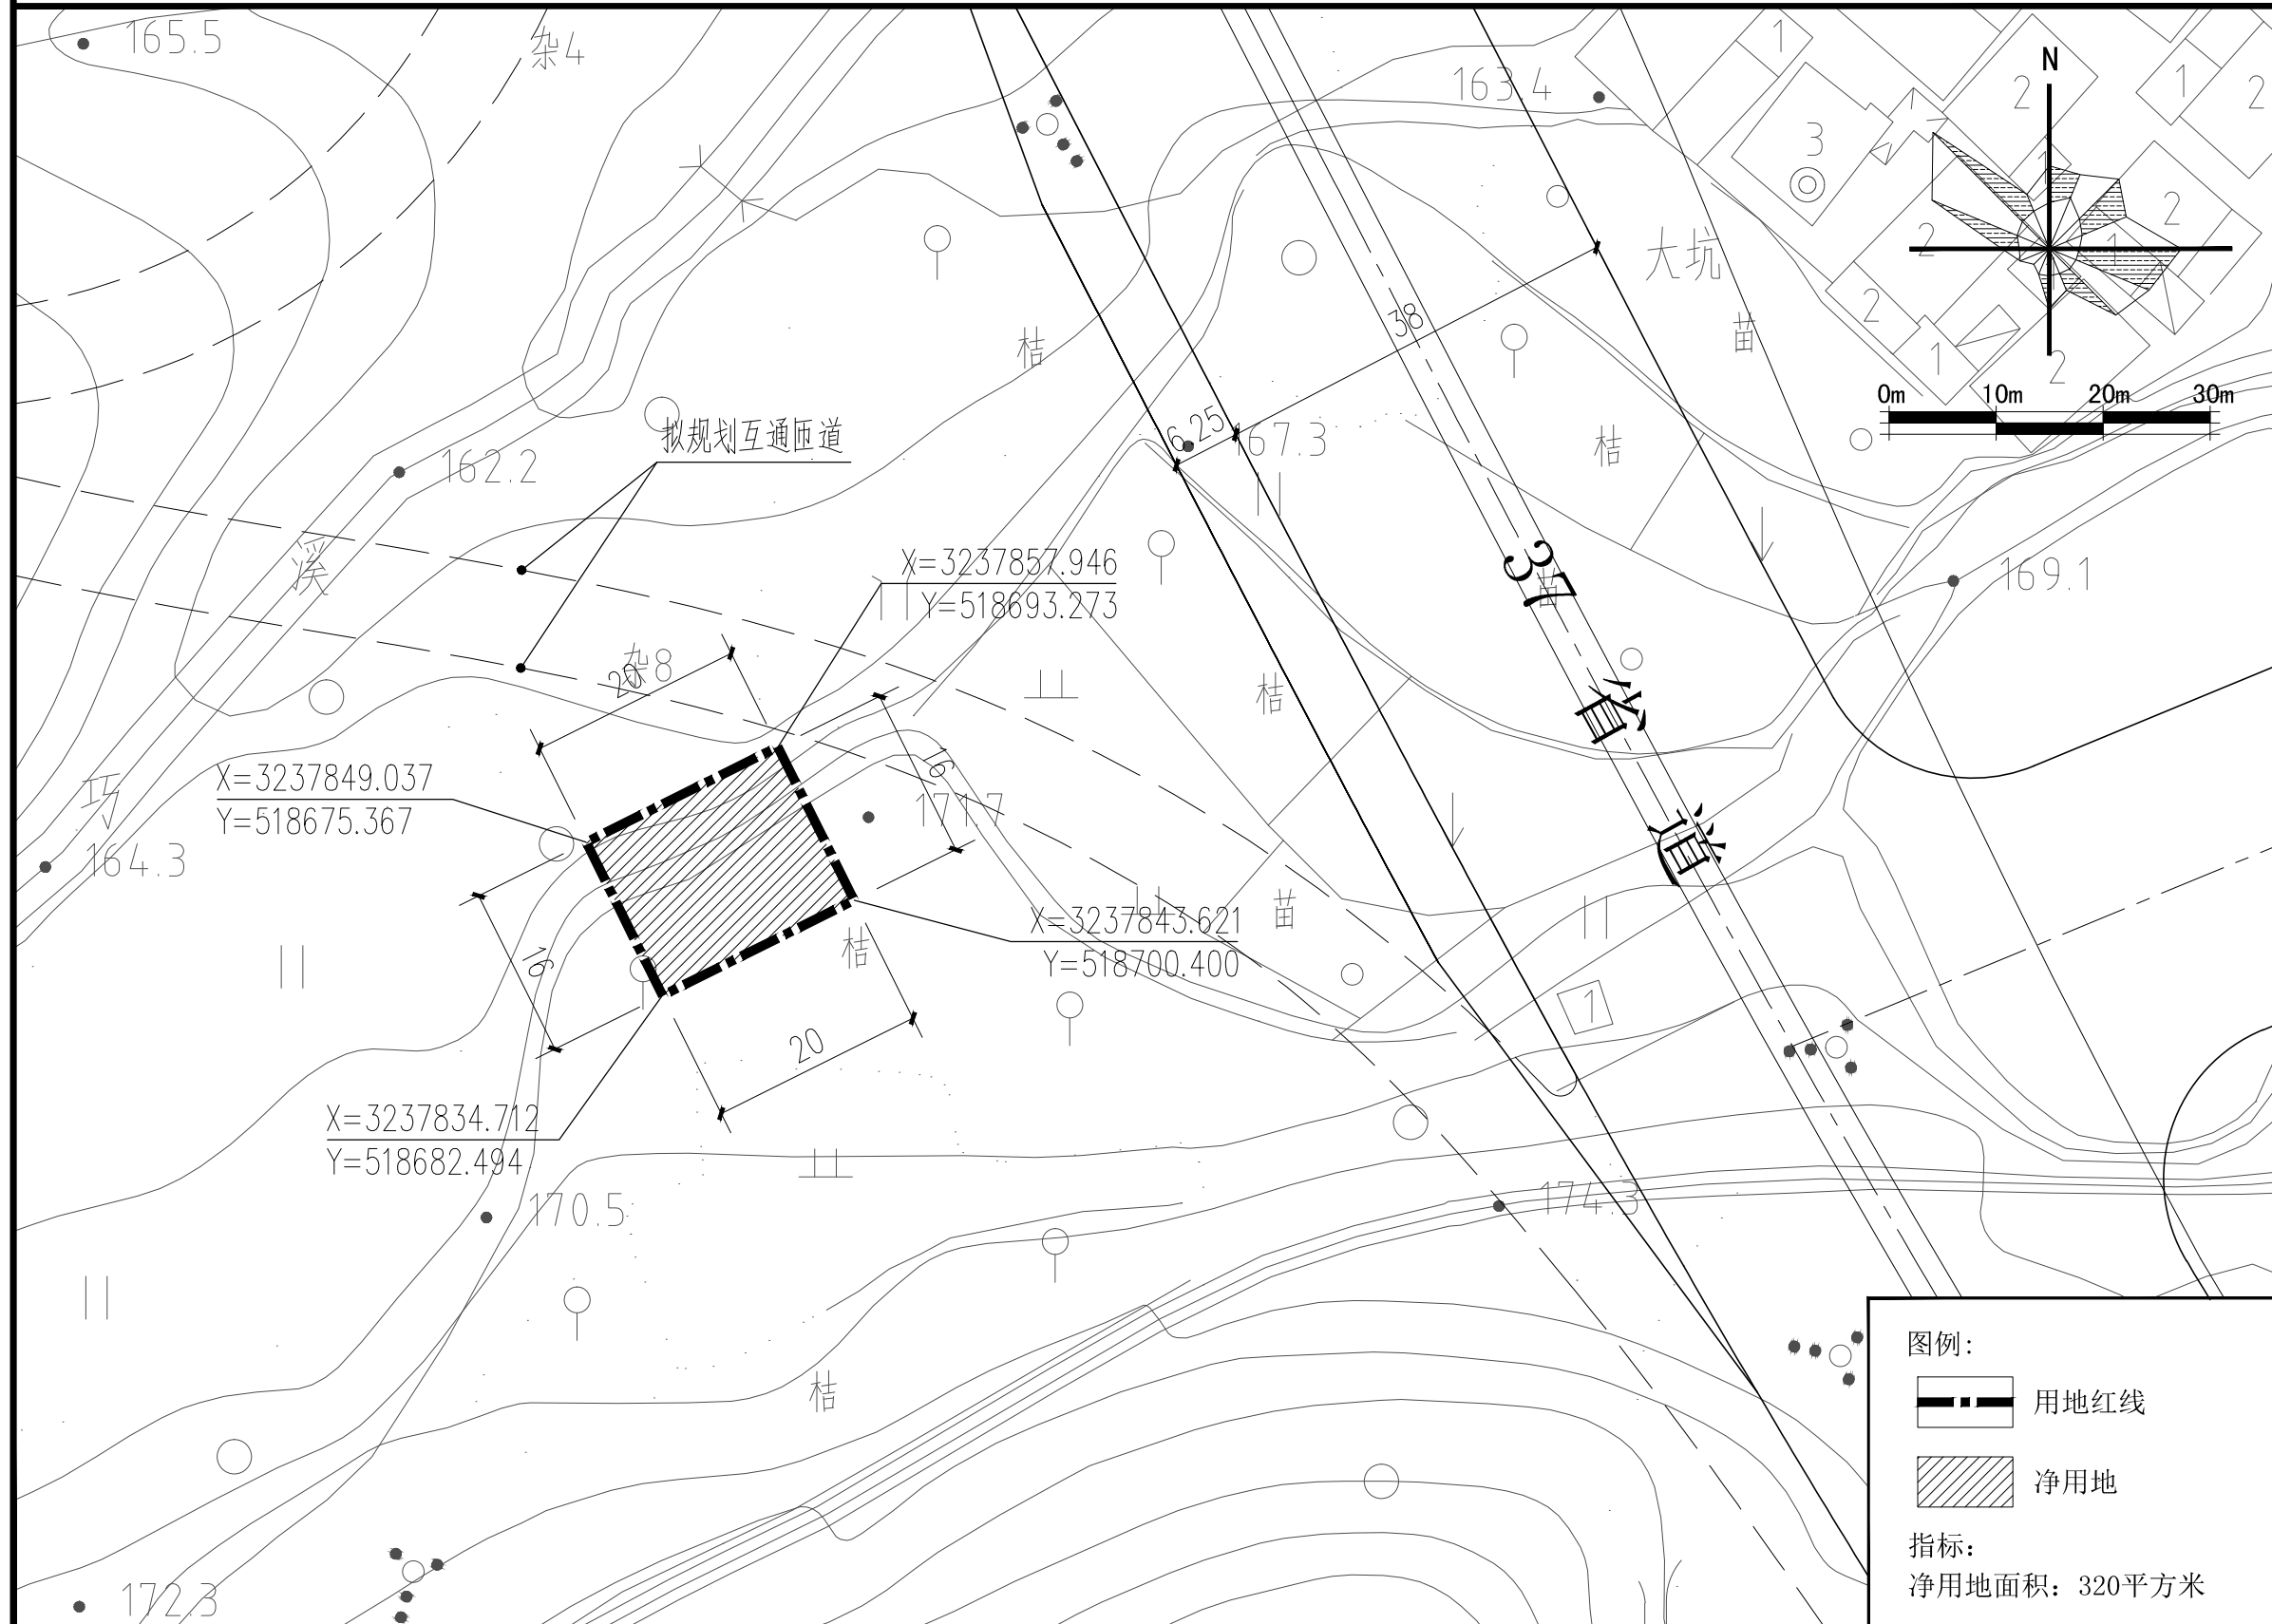 165.5
杂4
163.4
1
1
N
2
2
3
1
2
2
1
2
1
2
大坑
苗
桔
38
0m 10m 20m 30m
6.25
167.3
桔
拟规划互通匝道
162.2
溪
X=3237857.946
Y=518693.273
37
苗
169.1
杂8
20
桔
省
X=3237849.037
Y=518675.367
16
171.7
巧
道
164.3
苗
X=3237843.621
Y=518700.400
桔
16
1
20
X=3237834.712
Y=518682.494
170.5
174.3
桔
图例:
用地红线
净用地
指标:
净用地面积: 320平方米
172.3